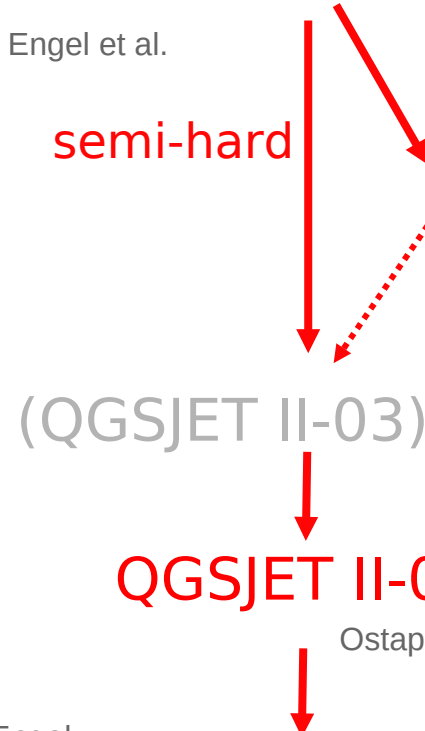 Engel et al.
semi-hard
(QGSJET II-03)
QGSJET II-0
Ostap